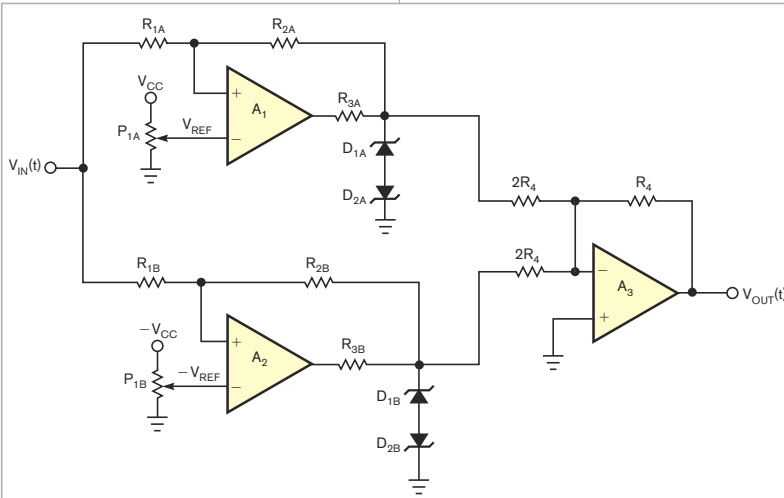 R1A
R2A
VCC
P1A
VREF
+
−
A1
R3A
D1A
D2A
VIN(t)
2R4
R4
2R4
−
+
A3
VOUT(t)
R1B
R2B
−VCC
P1B
−VREF
+
−
A2
R3B
D1B
D2B